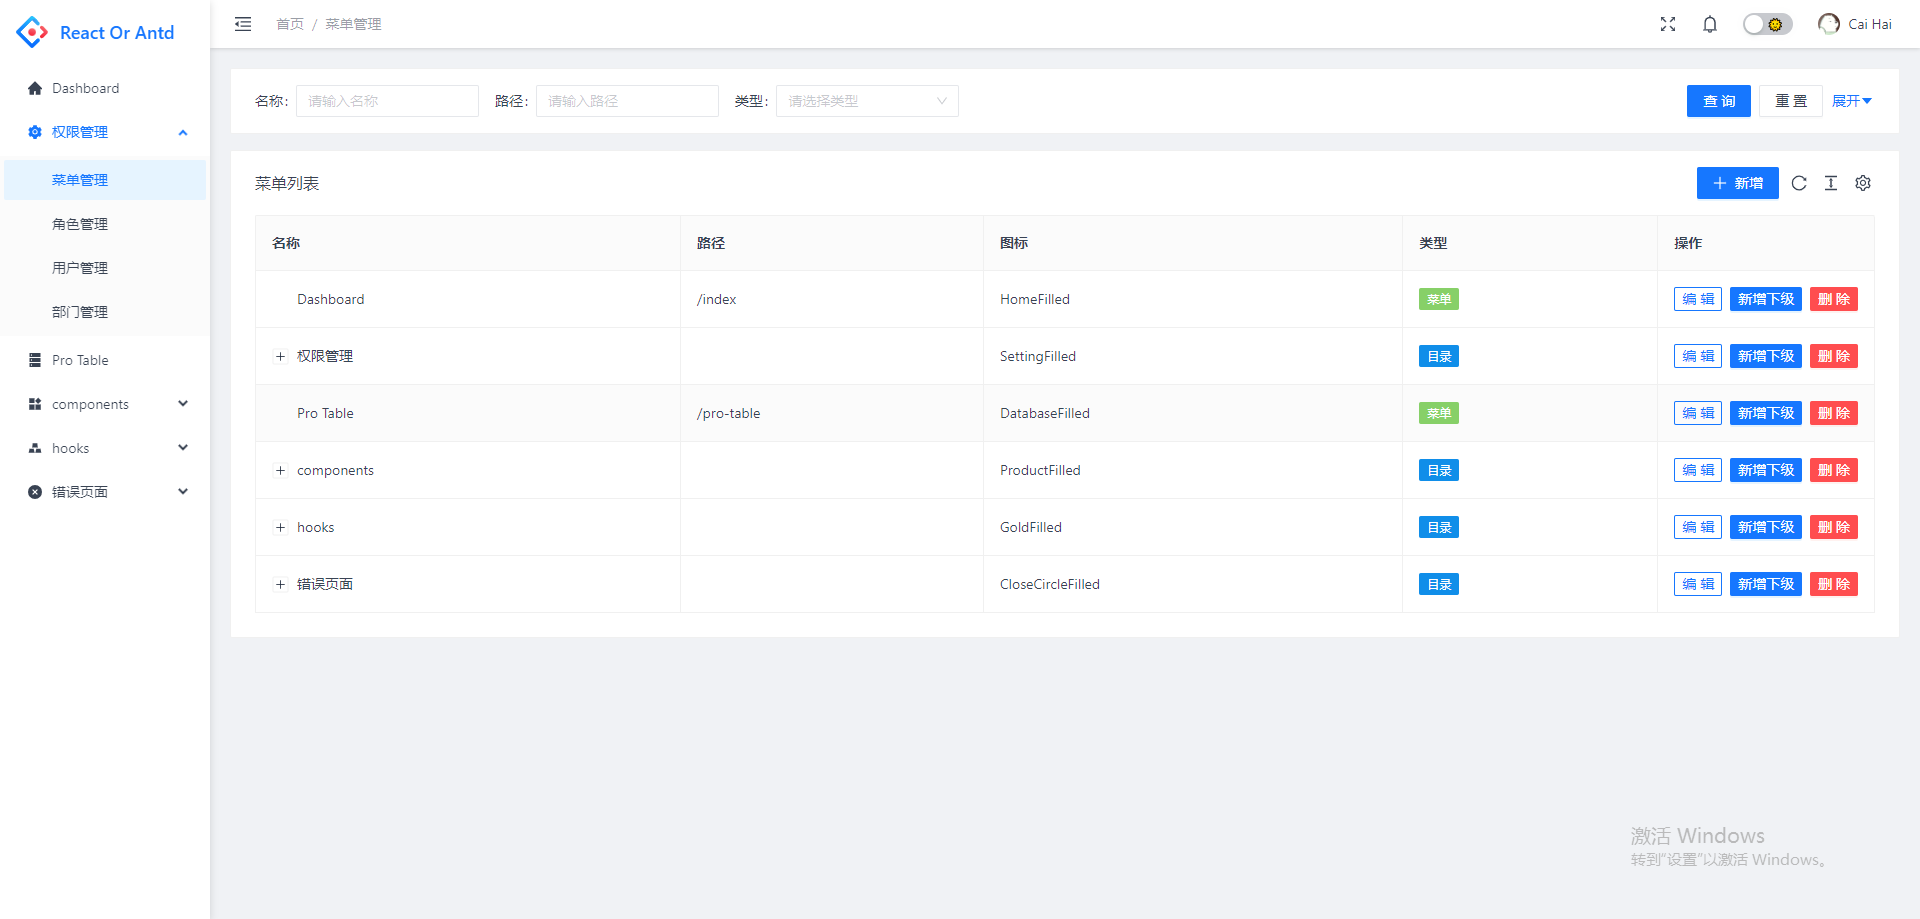 React Or Antd
Dashboard
权限管理
菜单管理
角色管理
用户管理
部门管理
Pro Table
components
hooks
错误页面
首页 / 菜单管理
Cai Hai
名称: 请输入名称 路径: 请输入路径 类型: 请选择类型 查 询 重 置 展开
菜单列表 新增
名称 路径 图标 类型 操作
Dashboard /index HomeFilled 菜单 编 辑 新增下级 删 除
权限管理 SettingFilled 目录 编 辑 新增下级 删 除
Pro Table /pro-table DatabaseFilled 菜单 编 辑 新增下级 删 除
components ProductFilled 目录 编 辑 新增下级 删 除
hooks GoldFilled 目录 编 辑 新增下级 删 除
错误页面 CloseCircleFilled 目录 编 辑 新增下级 删 除
激活 Windows
转到"设置"以激活 Windows。